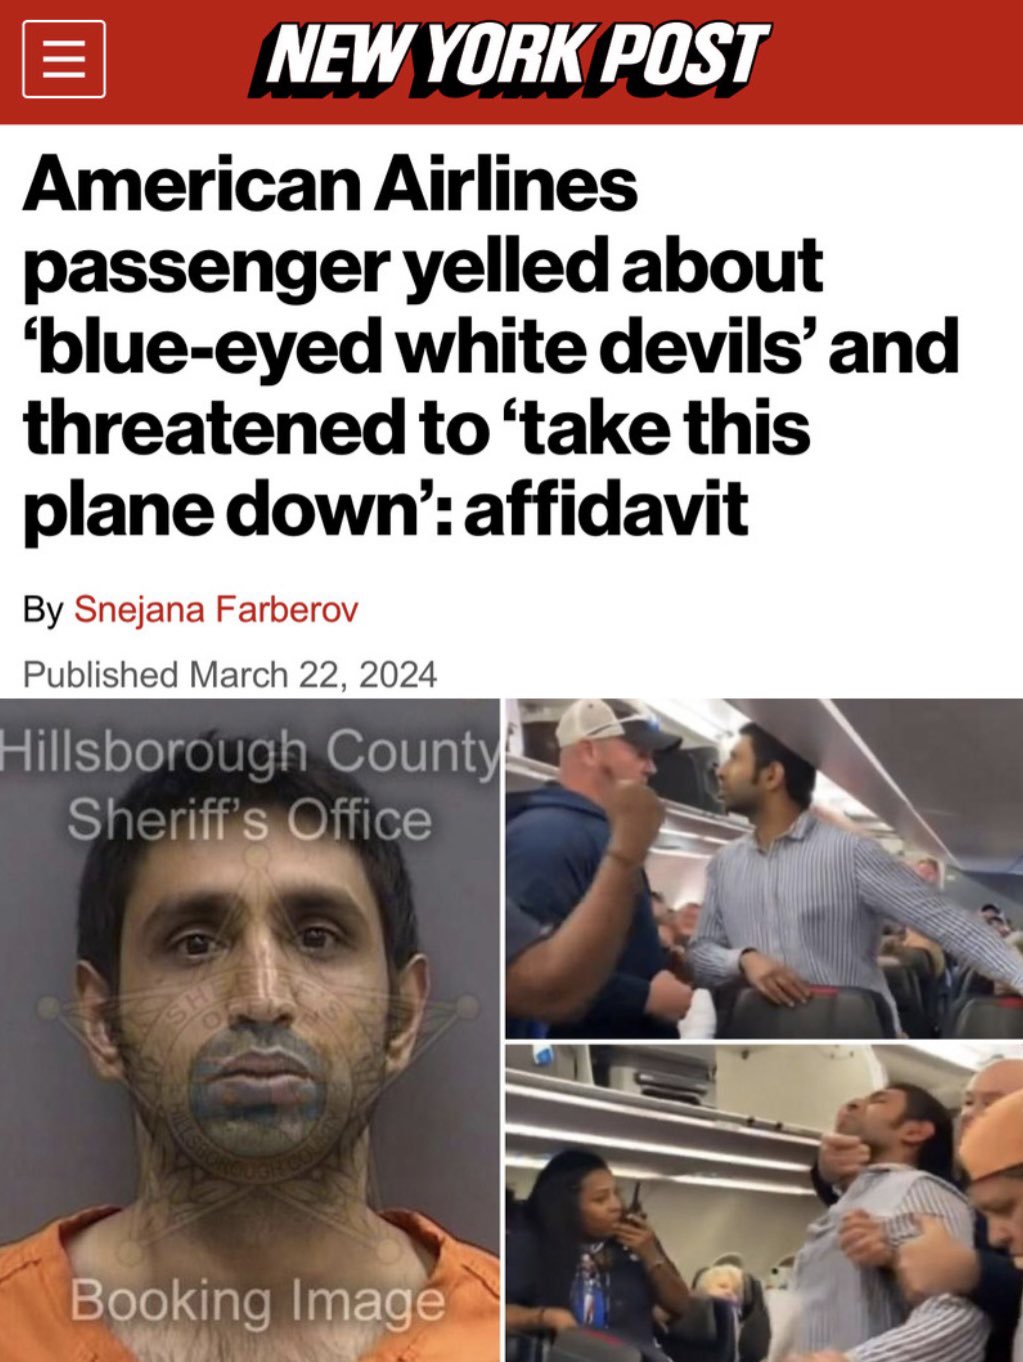 NEW YORK POST
American Airlines
passenger yelled about
‘blue-eyed white devils’ and
threatened to ‘take this
plane down’: affidavit
By Snejana Farberov
Published March 22, 2024
Hillsborough County
Sheriff’s Office
Booking Image